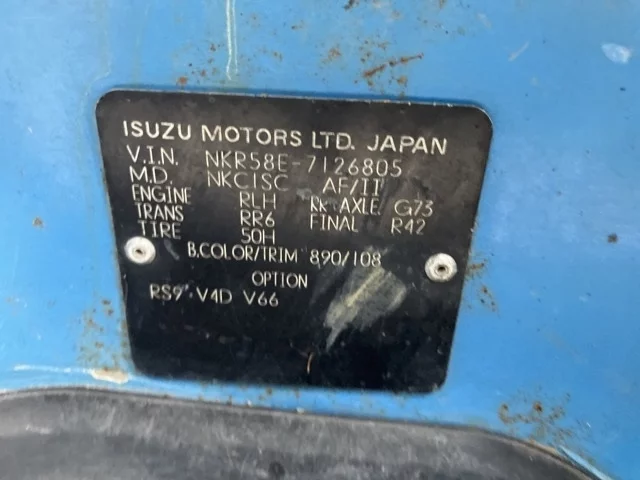 ISUZU MOTORS LTD. JAPAN
V.I.N. NKR58E-7126805
M.D. NKC1SC AF/II
ENGINE RLH RR AXLE G73
TRANS RR6 FINAL R42
TIRE 50H
B.COLOR/TRIM 890/108
OPTION
RS9 V4D V66